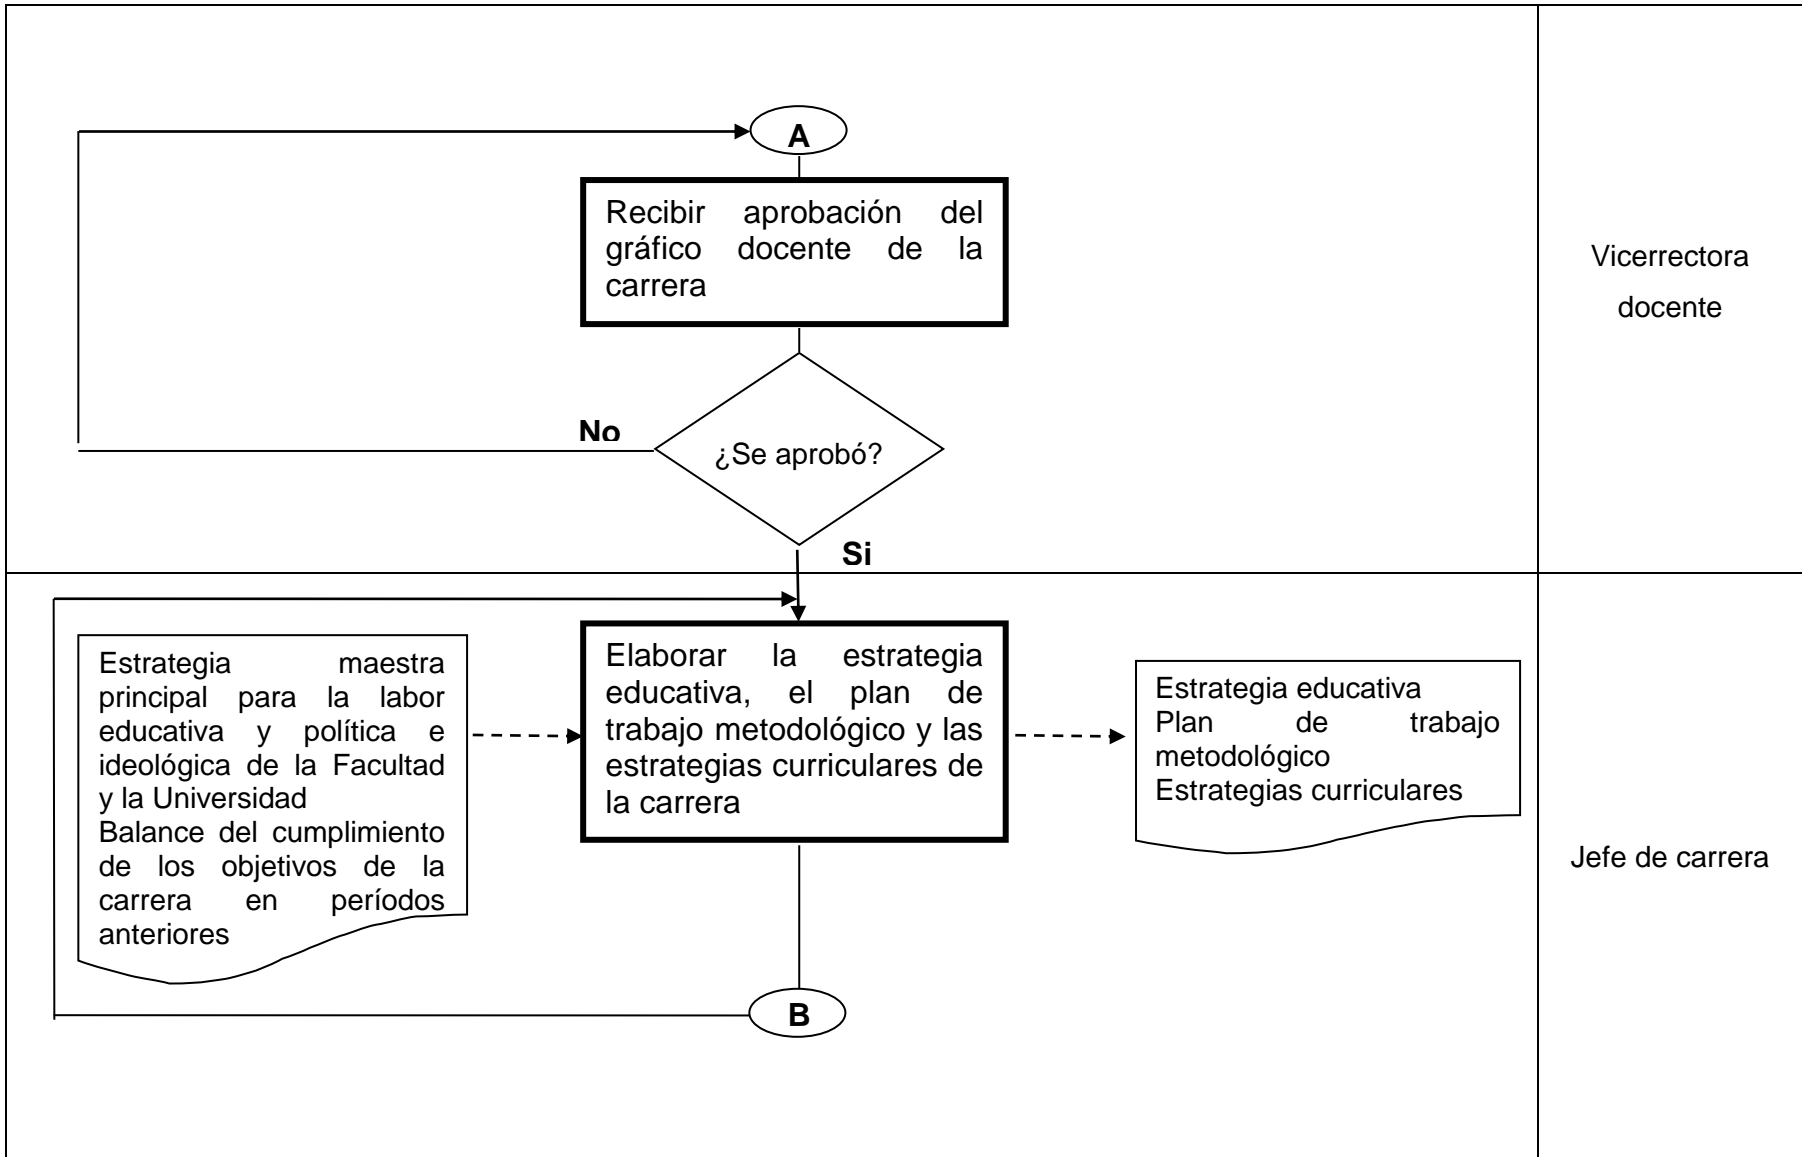 A
Recibir aprobación del
gráfico docente de la
carrera
Vicerrectora
docente
No
¿Se aprobó?
Si
Estrategia maestra
principal para la labor
educativa y política e
ideológica de la Facultad
y la Universidad
Balance del cumplimiento
de los objetivos de la
carrera en períodos
anteriores
Elaborar la estrategia
educativa, el plan de
trabajo metodológico y las
estrategias curriculares de
la carrera
Estrategia educativa
Plan de trabajo
metodológico
Estrategias curriculares
Jefe de carrera
B